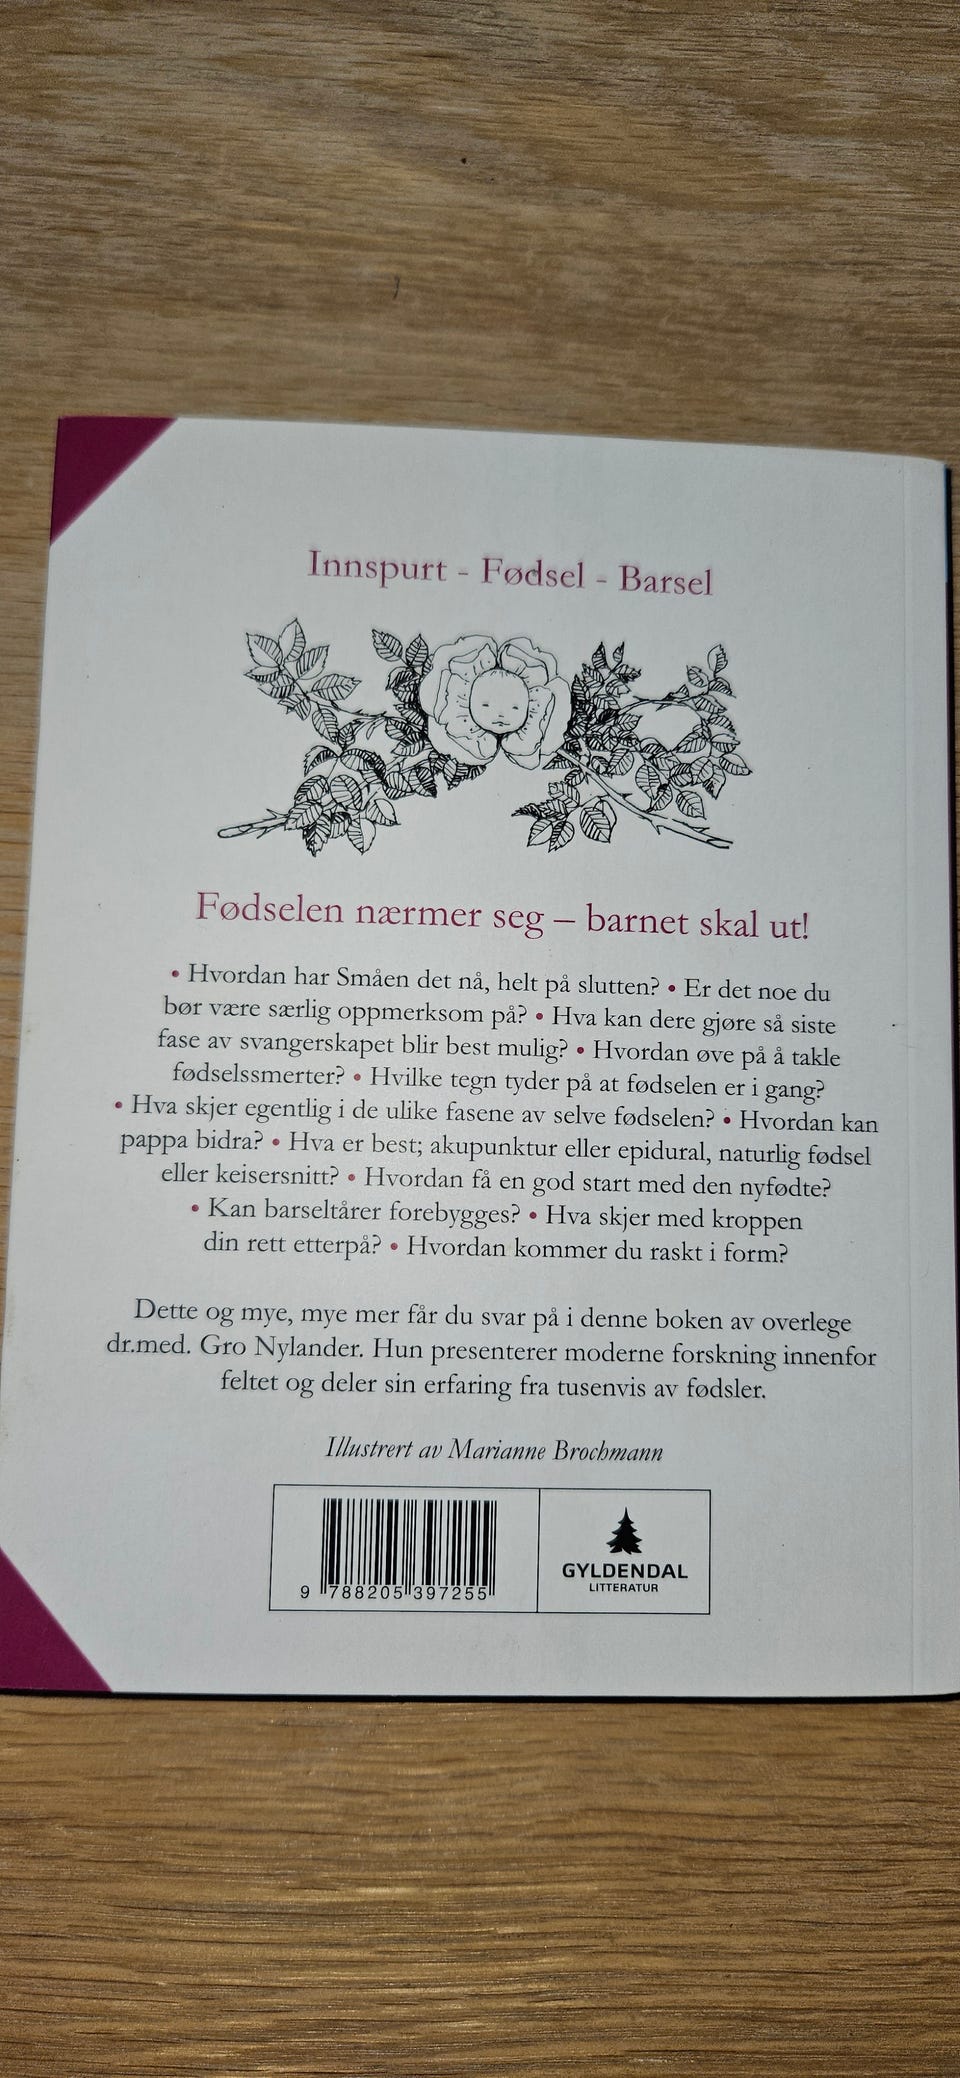 Innspurt - Fødsel - Barsel
Fødselen nærmer seg – barnet skal ut!
• Hvordan har Småen det nå, helt på slutten? • Er det noe du
bør være særlig oppmerksom på? • Hva kan dere gjøre så siste
fase av svangerskapet blir best mulig? • Hvordan øve på å takle
fødselssmerter? • Hvilke tegn tyder på at fødselen er i gang?
• Hva skjer egentlig i de ulike fasene av selve fødselen? • Hvordan kan
pappa bidra? • Hva er best; akupunktur eller epidural, naturlig fødsel
eller keisersnitt? • Hvordan få en god start med den nyfødte?
• Kan barseltårer forebygges? • Hva skjer med kroppen
din rett etterpå? • Hvordan kommer du raskt i form?
Dette og mye, mye mer får du svar på i denne boken av overlege
dr.med. Gro Nylander. Hun presenterer moderne forskning innenfor
feltet og deler sin erfaring fra tusenvis av fødsler.
Illustrert av Marianne Brochmann
9 788205 397255
GYLDENDAL
LITTERATUR